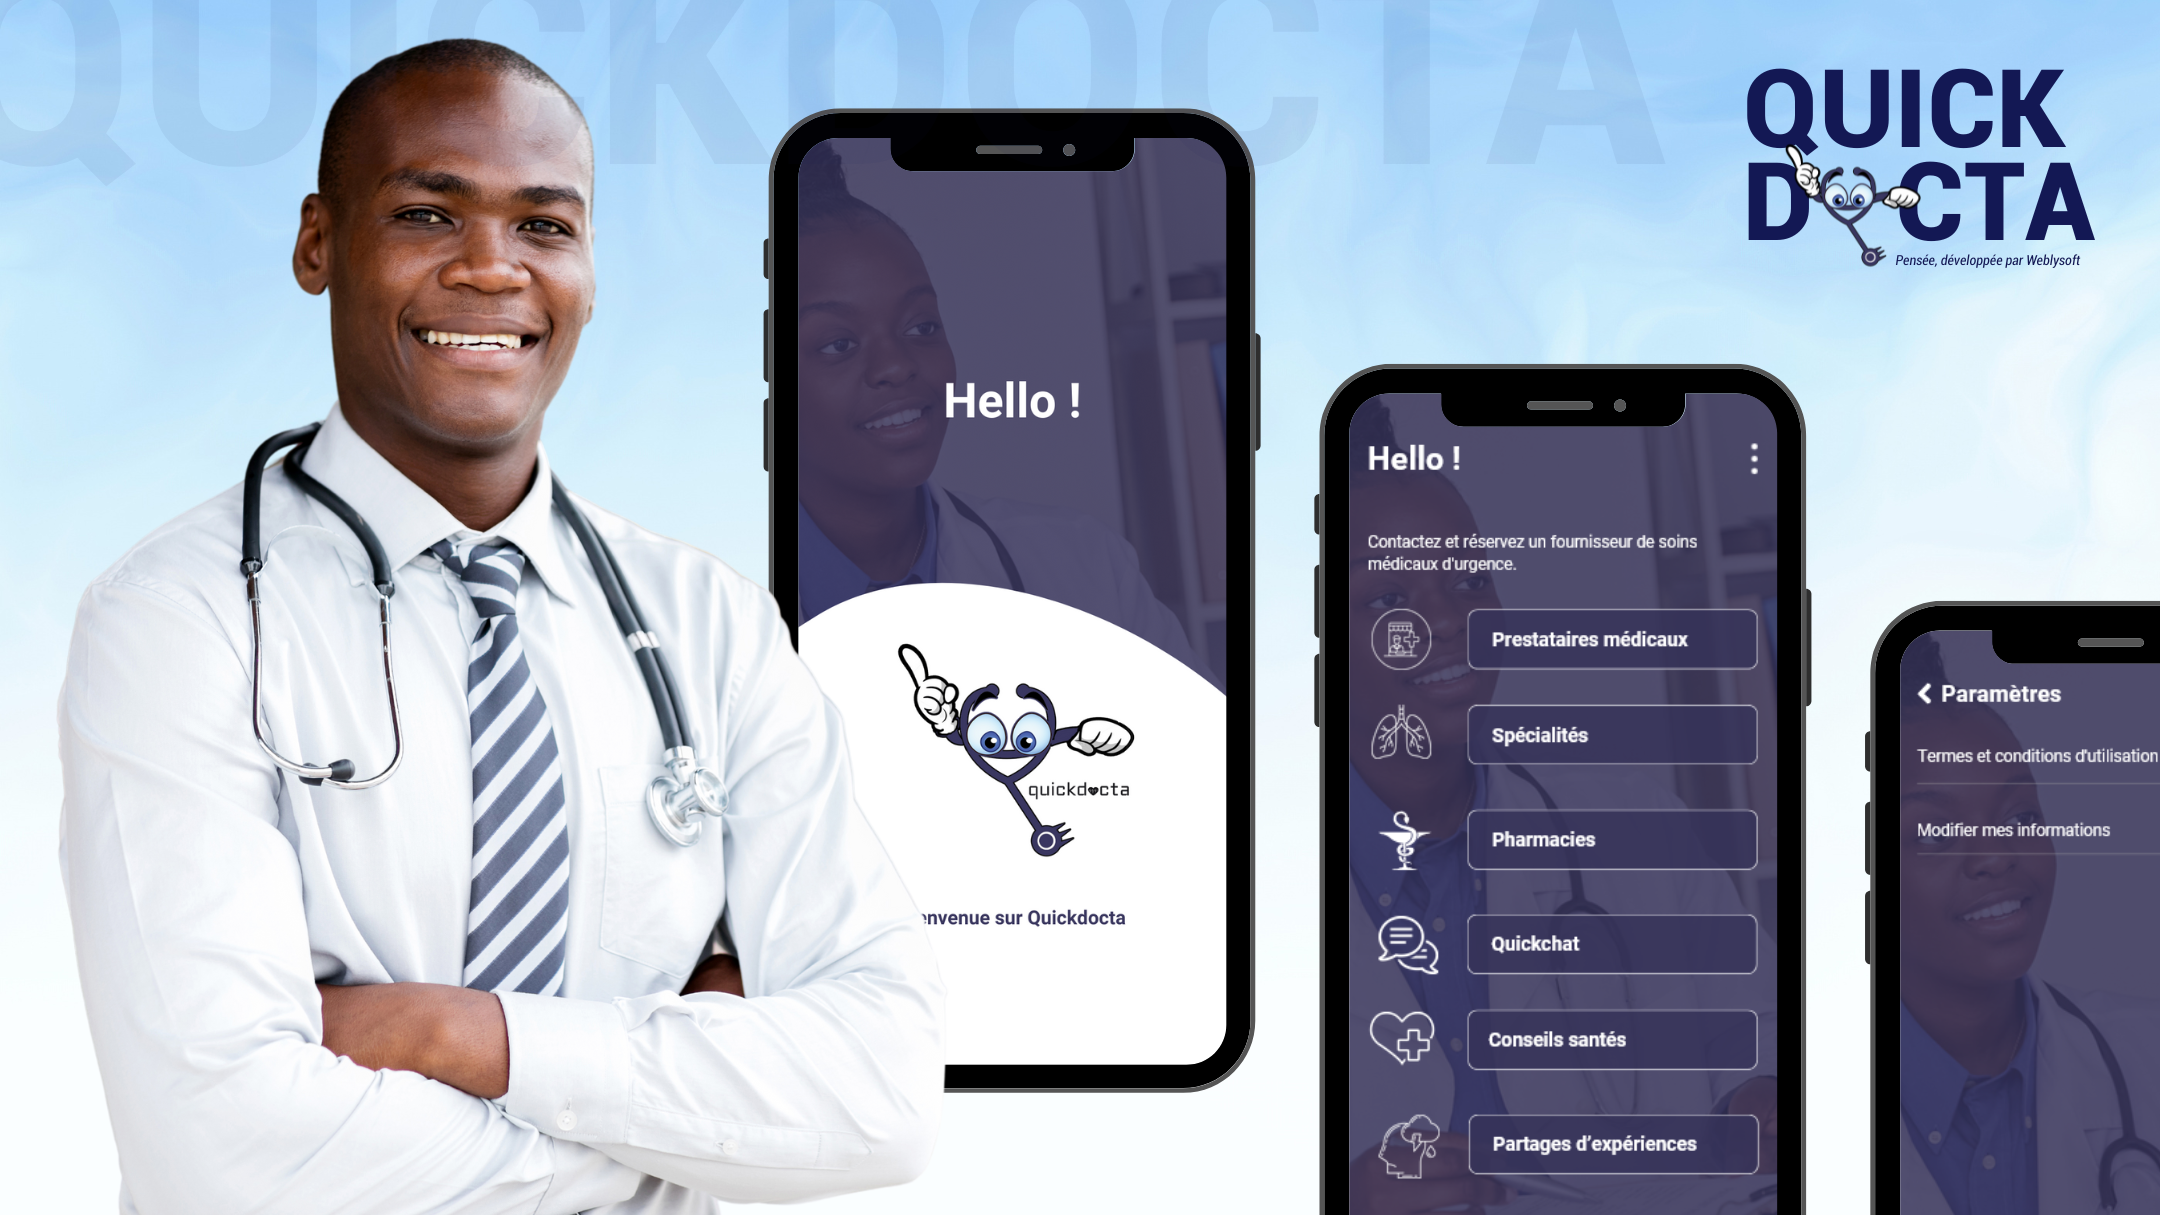 QUICKDOCTA
QUICK
DOCTA
Pensée, développée par Weblysoft
Hello !
quickdocta
envenue sur Quickdocta
Hello !
Contactez et réservez un fournisseur de soins
médicaux d'urgence.
Prestataires médicaux
Spécialités
Pharmacies
Quickchat
Conseils santés
Partages d'expériences
Paramètres
Termes et conditions d'utilisation
Modifier mes informations